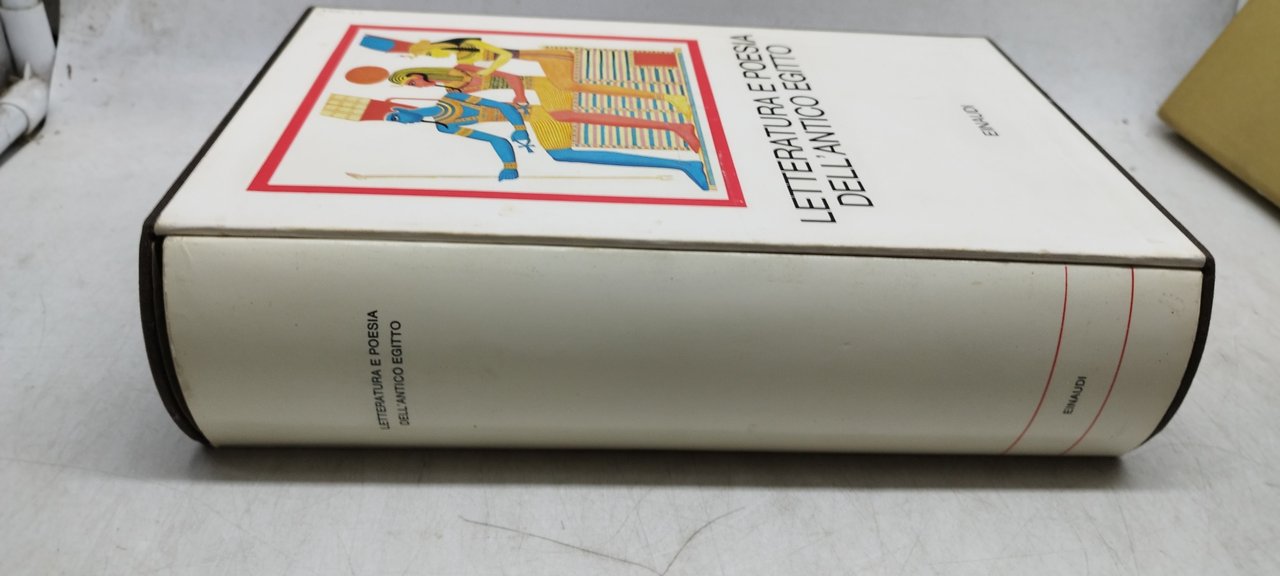 LETTERATURA E POESIA
DELL'ANTICO EGITTO
EINAUDI
LETTERATURA E POESIA
DELL'ANTICO EGITTO
EINAUDI